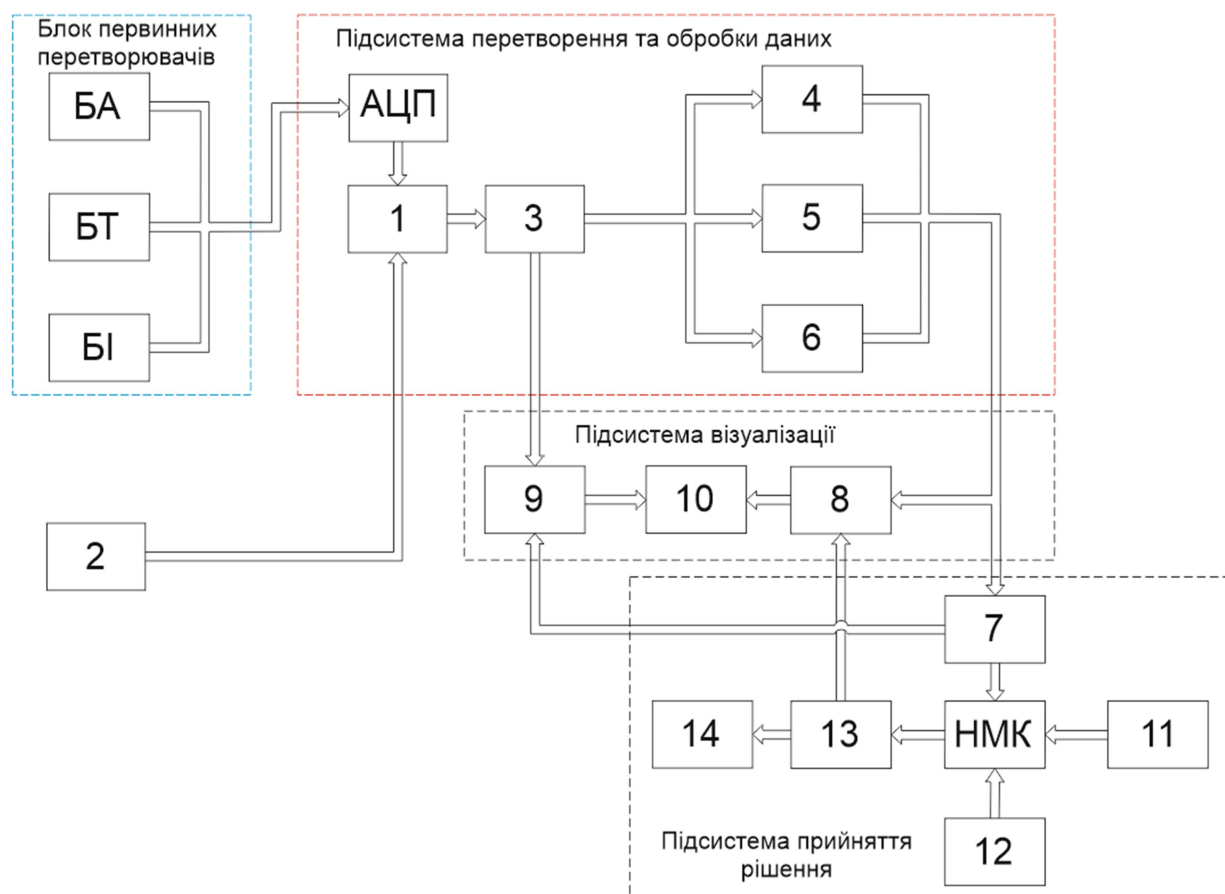 Блок первинних
перетворювачів
БА
БТ
БІ
Підсистема перетворення та обробки даних
АЦП
1
3
4
5
6
2
Підсистема візуалізації
9
10
8
7
14
13
НМК
11
12
Підсистема прийняття
рішення